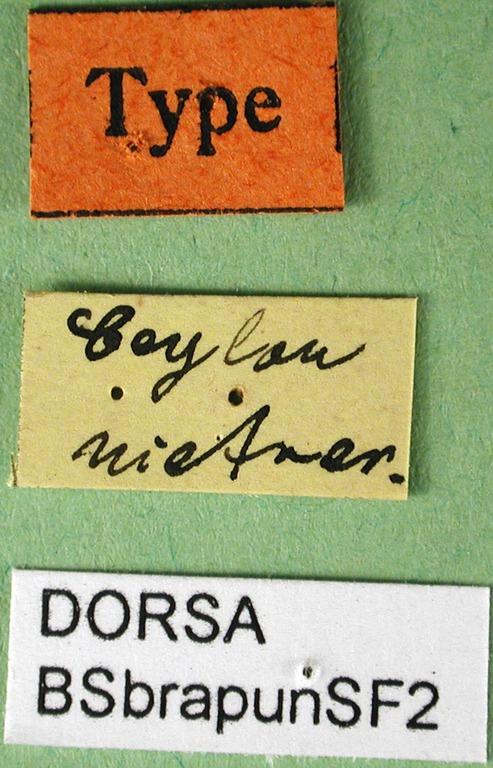 Type
Ceylon
nietner.
DORSA
BSbrapunSF2